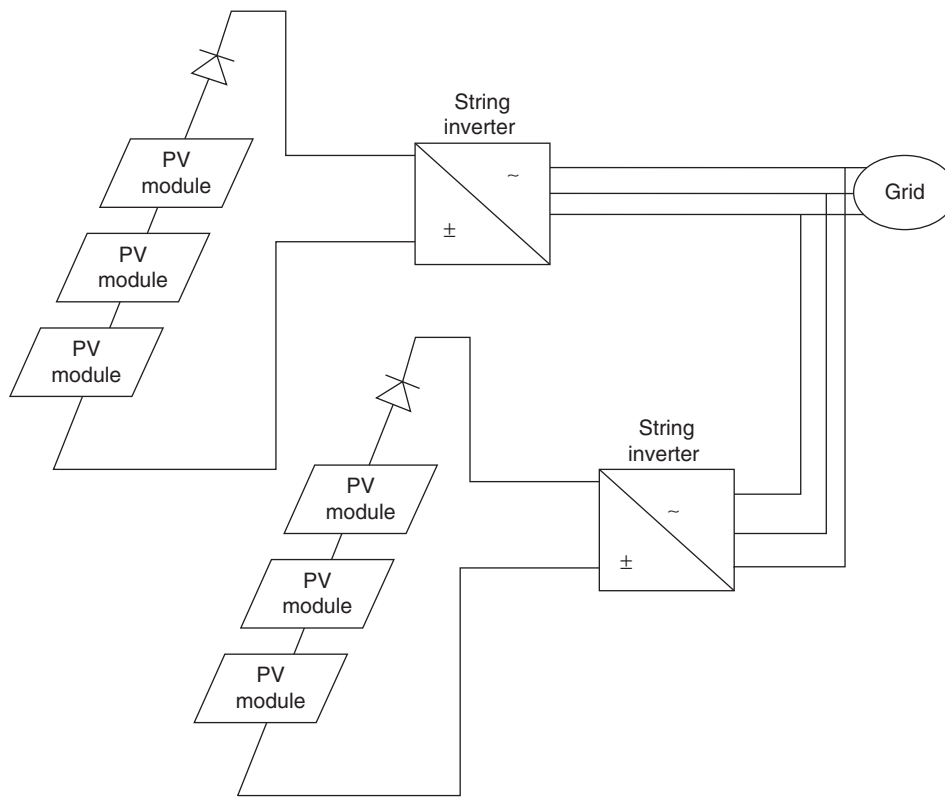 String
inverter
~
±
Grid
PV
module
PV
module
PV
module
String
inverter
~
±
PV
module
PV
module
PV
module